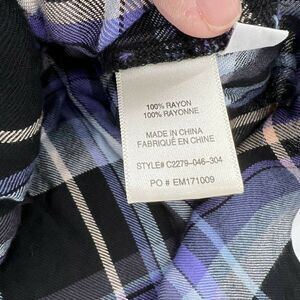 100% RAYON
100% RAYONNE
MADE IN CHINA
FABRIQUÉ EN CHINE
STYLE# C2279-046-304
PO # EM171009